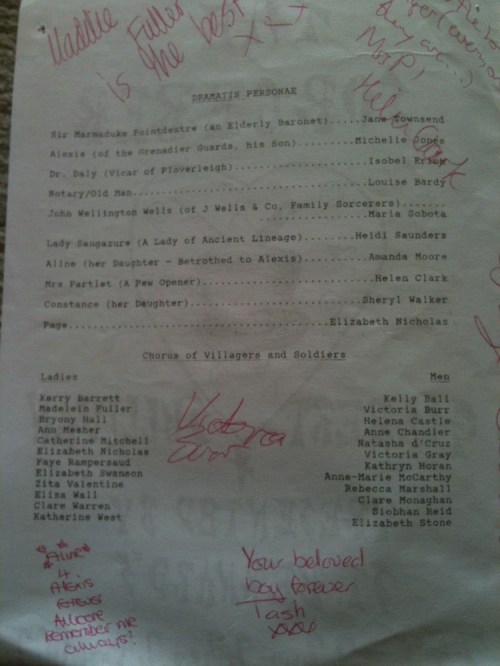 Maddie Fuller
is the best
xxx
Helen Clark
DRAMATIS PERSONAE
Sir Marmaduke Pointdextre (an Elderly Baronet).....Jane Townsend
Alexis (of the Grenadier Guards, his Son).........Michelle Jones
Dr. Daly (Vicar of Ploverleigh)...................Isobel
Notary/Old Man....................................Louise Bardy
John Wellington Wells (of J Wells & Co. Family Sorcerers).......
..................Maria Sobota
Lady Sangazure (A Lady of Ancient Lineage)........Heidi Saunders
Aline (her Daughter - Betrothed to Alexis)..........Amanda Moore
Mrs Partlet (A Pew Opener)...........................Helen Clark
Constance (her Daughter)...........................Sheryl Walker
Page...........................................Elizabeth Nicholas
Chorus of Villagers and Soldiers
Ladies
Kerry Barrett
Madelein Fuller
Bryony Hall
Ann Mesher
Catherine Mitchell
Elizabeth Nicholas
Faye Rampersaud
Elizabeth Swanson
Zita Valentine
Elisa Wall
Clare Warren
Katharine West
Men
Kelly Ball
Victoria Burr
Helena Castle
Anne Chandler
Natasha d'Cruz
Victoria Gray
Kathryn Horan
Anne-Marie McCarthy
Rebecca Marshall
Clare Monaghan
Siobhan Reid
Elizabeth Stone
Victoria
*Aline*
4
Alexis
4eva
Remember me
always!
Your beloved
boy forever
Tash
xxxx